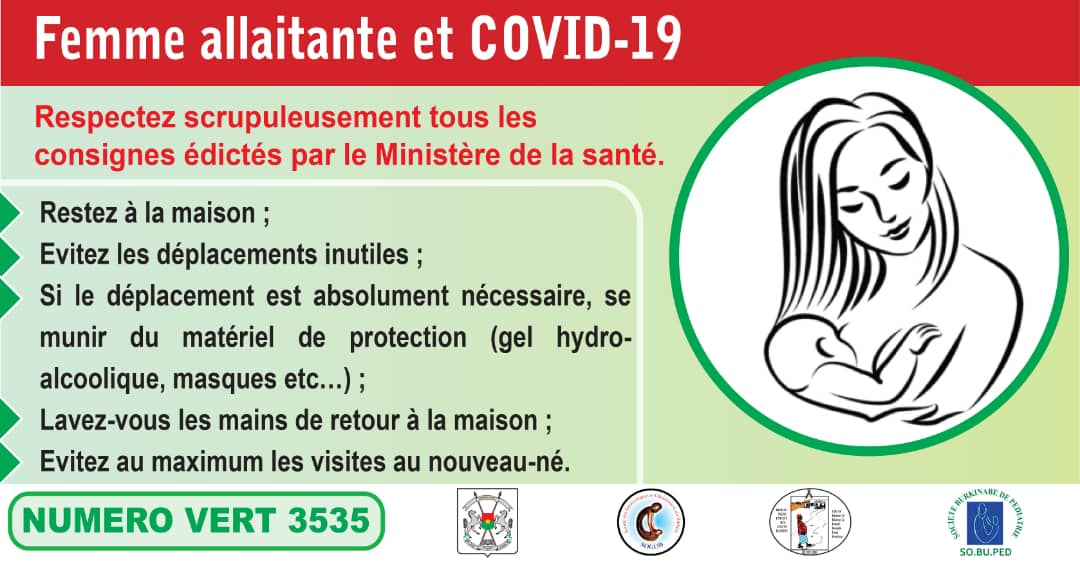 Femme allaitante et COVID-19
Respectez scrupuleusement tous les
consignes édictés par le Ministère de la santé.
Restez à la maison ;
Evitez les déplacements inutiles ;
Si le déplacement est absolument nécessaire, se
munir du matériel de protection (gel hydro-
alcoolique, masques etc…) ;
Lavez-vous les mains de retour à la maison ;
Evitez au maximum les visites au nouveau-né.
NUMERO VERT 3535
SOGOB
SOCIETE BURKINABE DE PEDIATRIE
SO.BU.PED